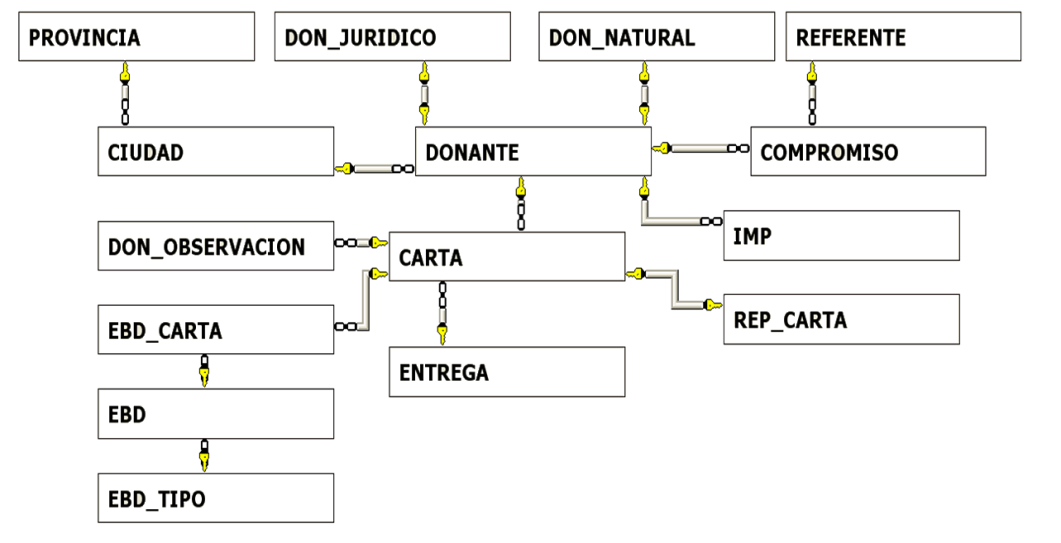 PROVINCIA
DON_JURIDICO
DON_NATURAL
REFERENTE
CIUDAD
DONANTE
COMPROMISO
DON_OBSERVACION
CARTA
IMP
EBD_CARTA
REP_CARTA
ENTREGA
EBD
EBD_TIPO